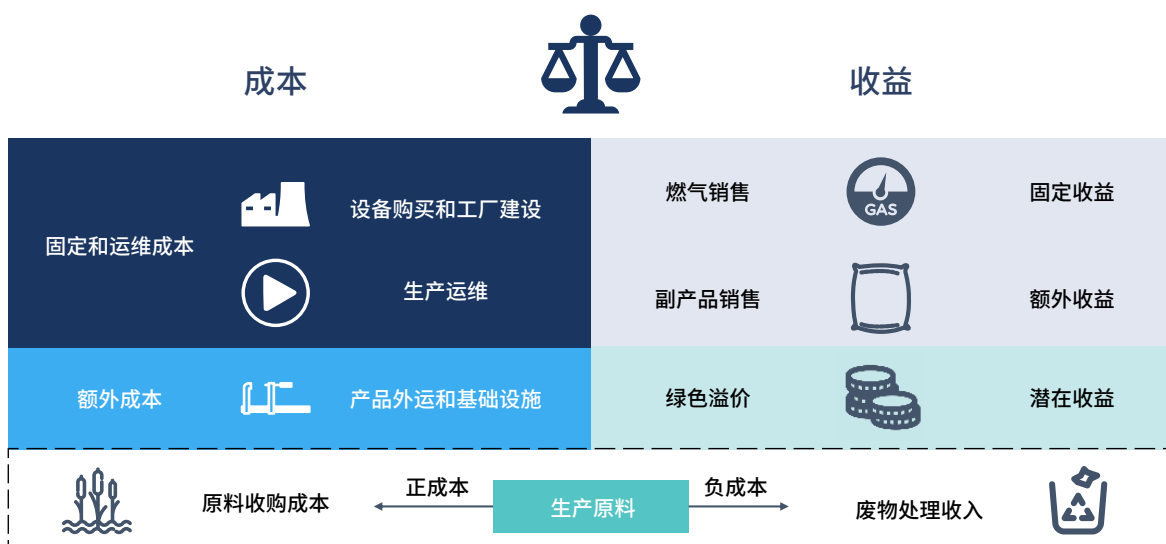 成本
收益
固定和运维成本
设备购买和工厂建设
生产运维
燃气销售
GAS
固定收益
副产品销售
额外收益
额外成本
产品外运和基础设施
绿色溢价
潜在收益
原料收购成本
正成本
生产原料
负成本
废物处理收入